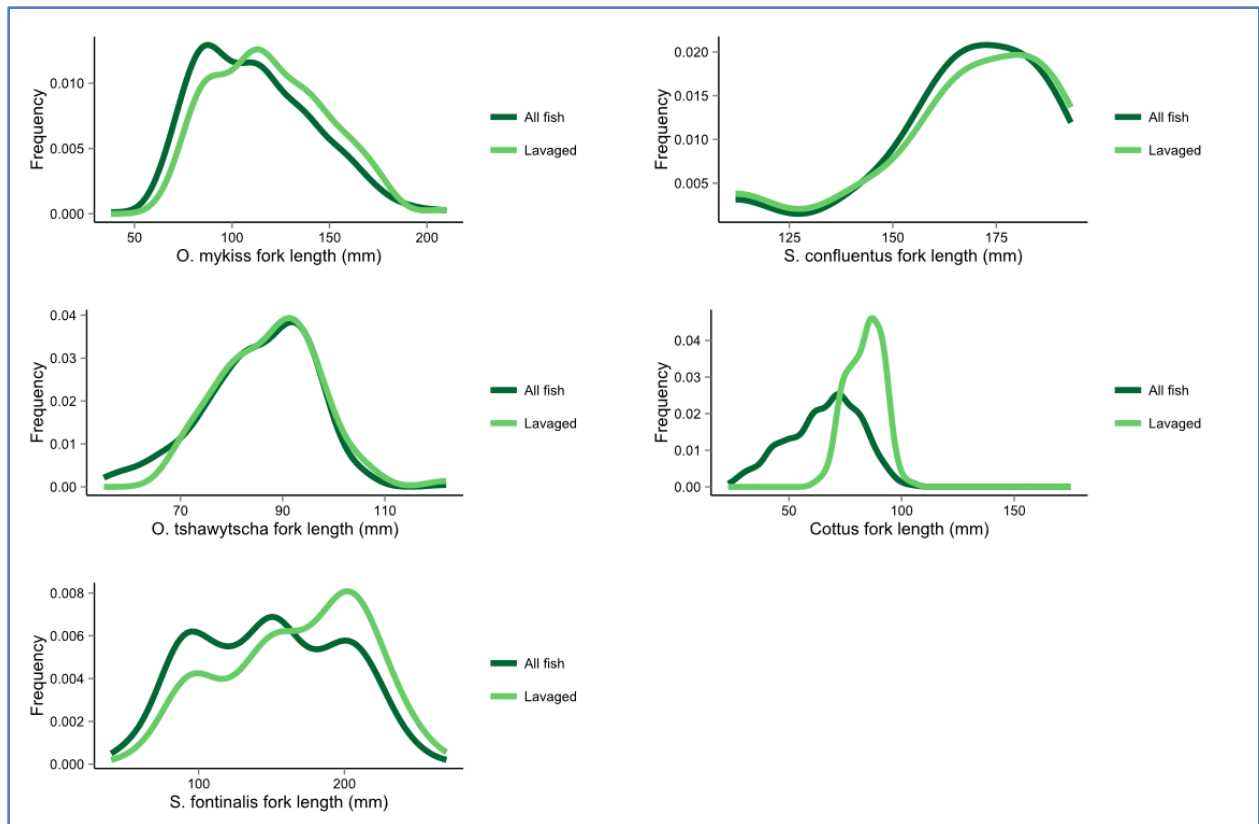 0.010
0.005
0.000
Frequency
50
100
150
200
O. mykiss fork length (mm)
All fish
Lavaged
0.020
0.015
0.010
0.005
Frequency
125
150
175
S. confluentus fork length (mm)
All fish
Lavaged
0.04
0.03
0.02
0.01
0.00
Frequency
70
90
110
O. tshawytscha fork length (mm)
All fish
Lavaged
0.04
0.03
0.02
0.01
0.00
Frequency
50
100
150
Cottus fork length (mm)
All fish
Lavaged
0.008
0.006
0.004
0.002
0.000
Frequency
100
200
S. fontinalis fork length (mm)
All fish
Lavaged